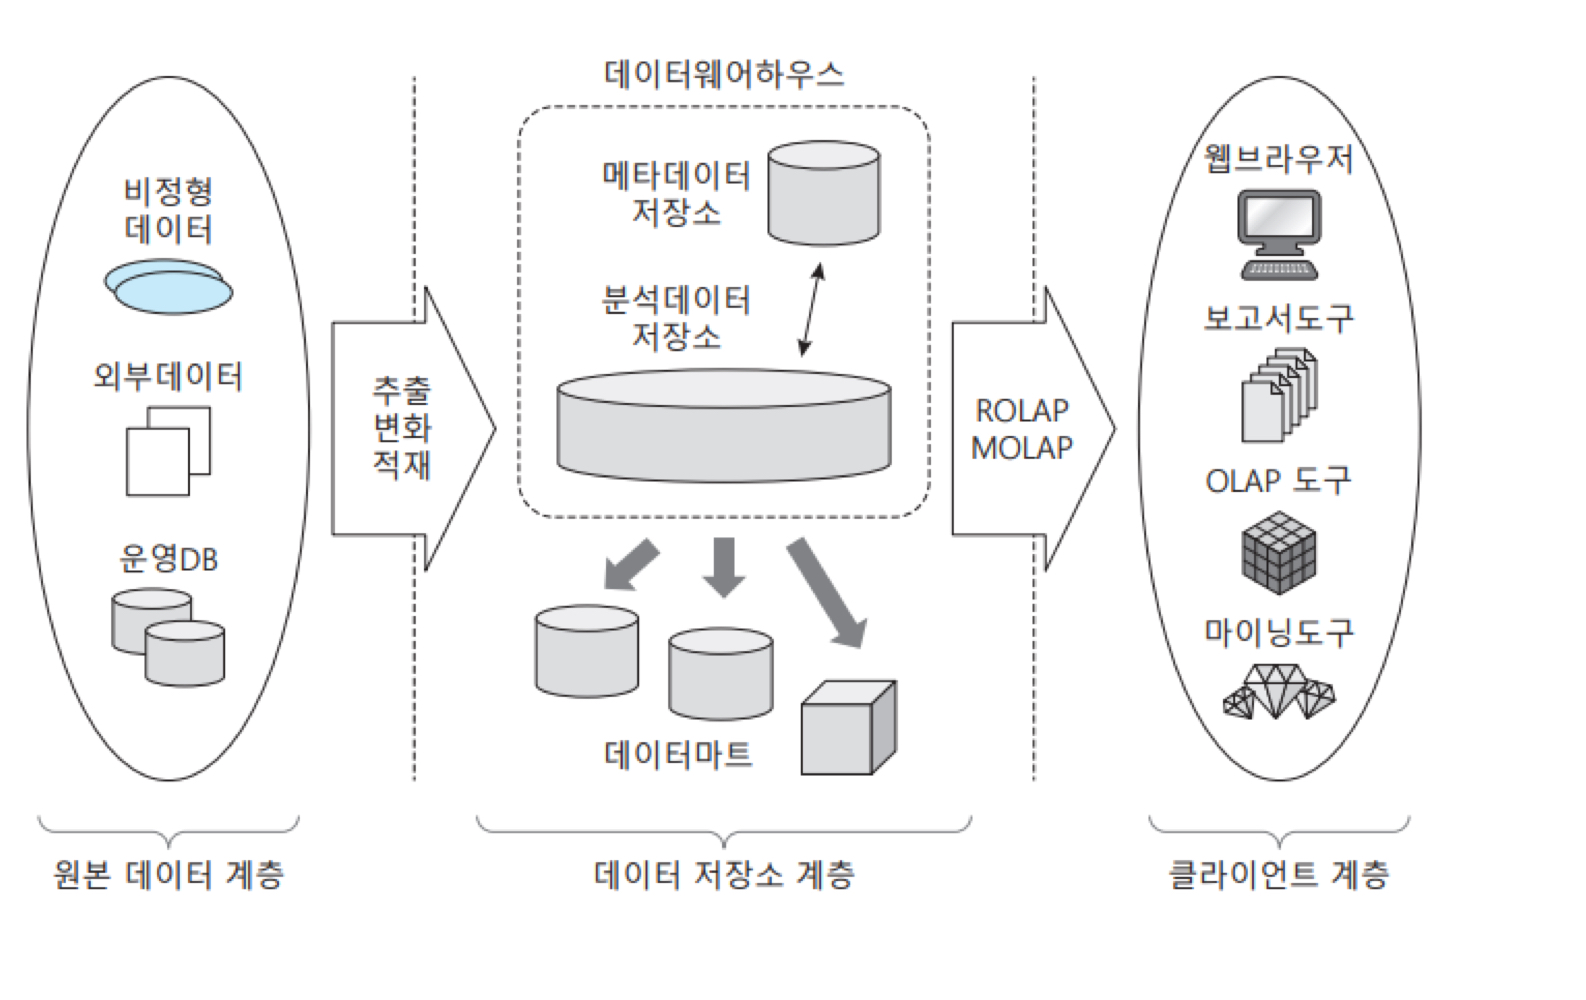 데이터웨어하우스
비정형
데이터
외부데이터
운영DB
추출
변화
적재
메타데이터
저장소
분석데이터
저장소
데이터마트
ROLAP
MOLAP
웹브라우저
보고서도구
OLAP 도구
마이닝도구
원본 데이터 계층
데이터 저장소 계층
클라이언트 계층